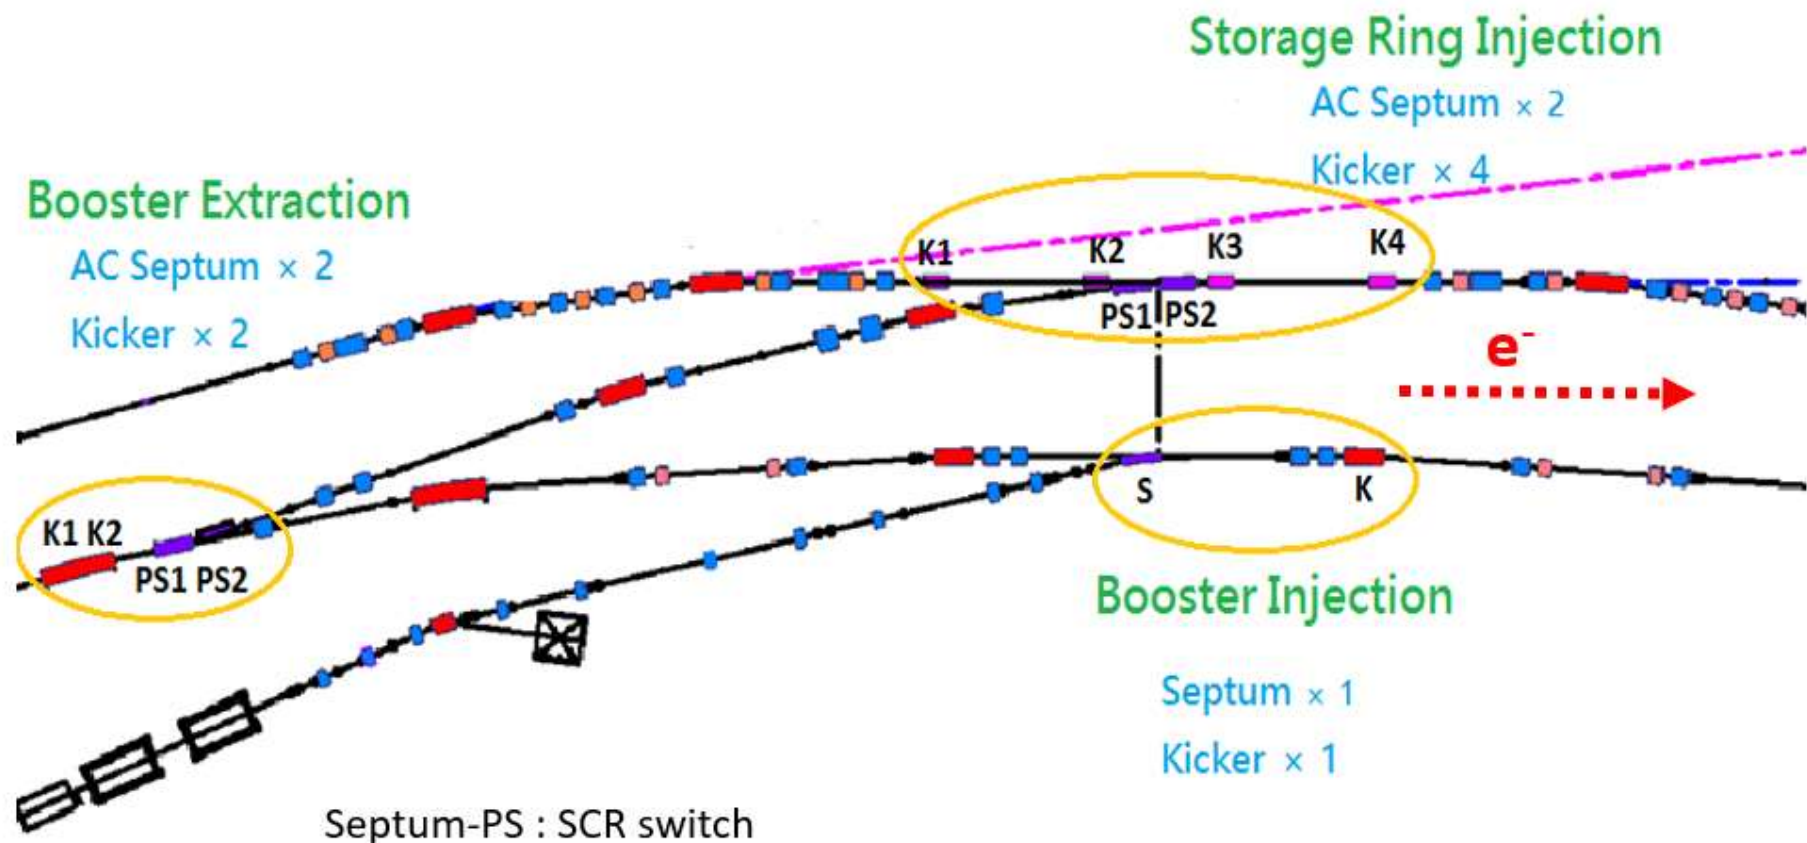 Storage Ring Injection
AC Septum × 2
Kicker × 4
Booster Extraction
AC Septum × 2
Kicker × 2
K1
K2
K3
K4
PS1
PS2
e-
S
K
K1 K2
PS1 PS2
Booster Injection
Septum × 1
Kicker × 1
Septum-PS : SCR switch